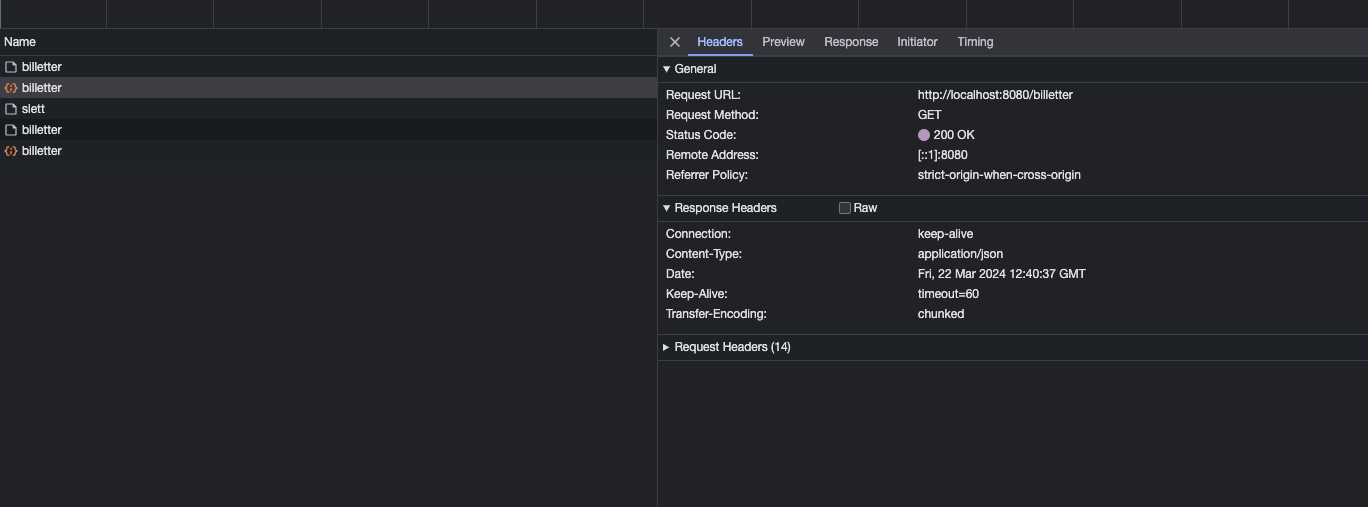 Name
billetter
billetter
slett
billetter
billetter
Headers Preview Response Initiator Timing
General
Request URL: http://localhost:8080/billetter
Request Method: GET
Status Code: 200 OK
Remote Address: [::1]:8080
Referrer Policy: strict-origin-when-cross-origin
Response Headers Raw
Connection: keep-alive
Content-Type: application/json
Date: Fri, 22 Mar 2024 12:40:37 GMT
Keep-Alive: timeout=60
Transfer-Encoding: chunked
Request Headers (14)